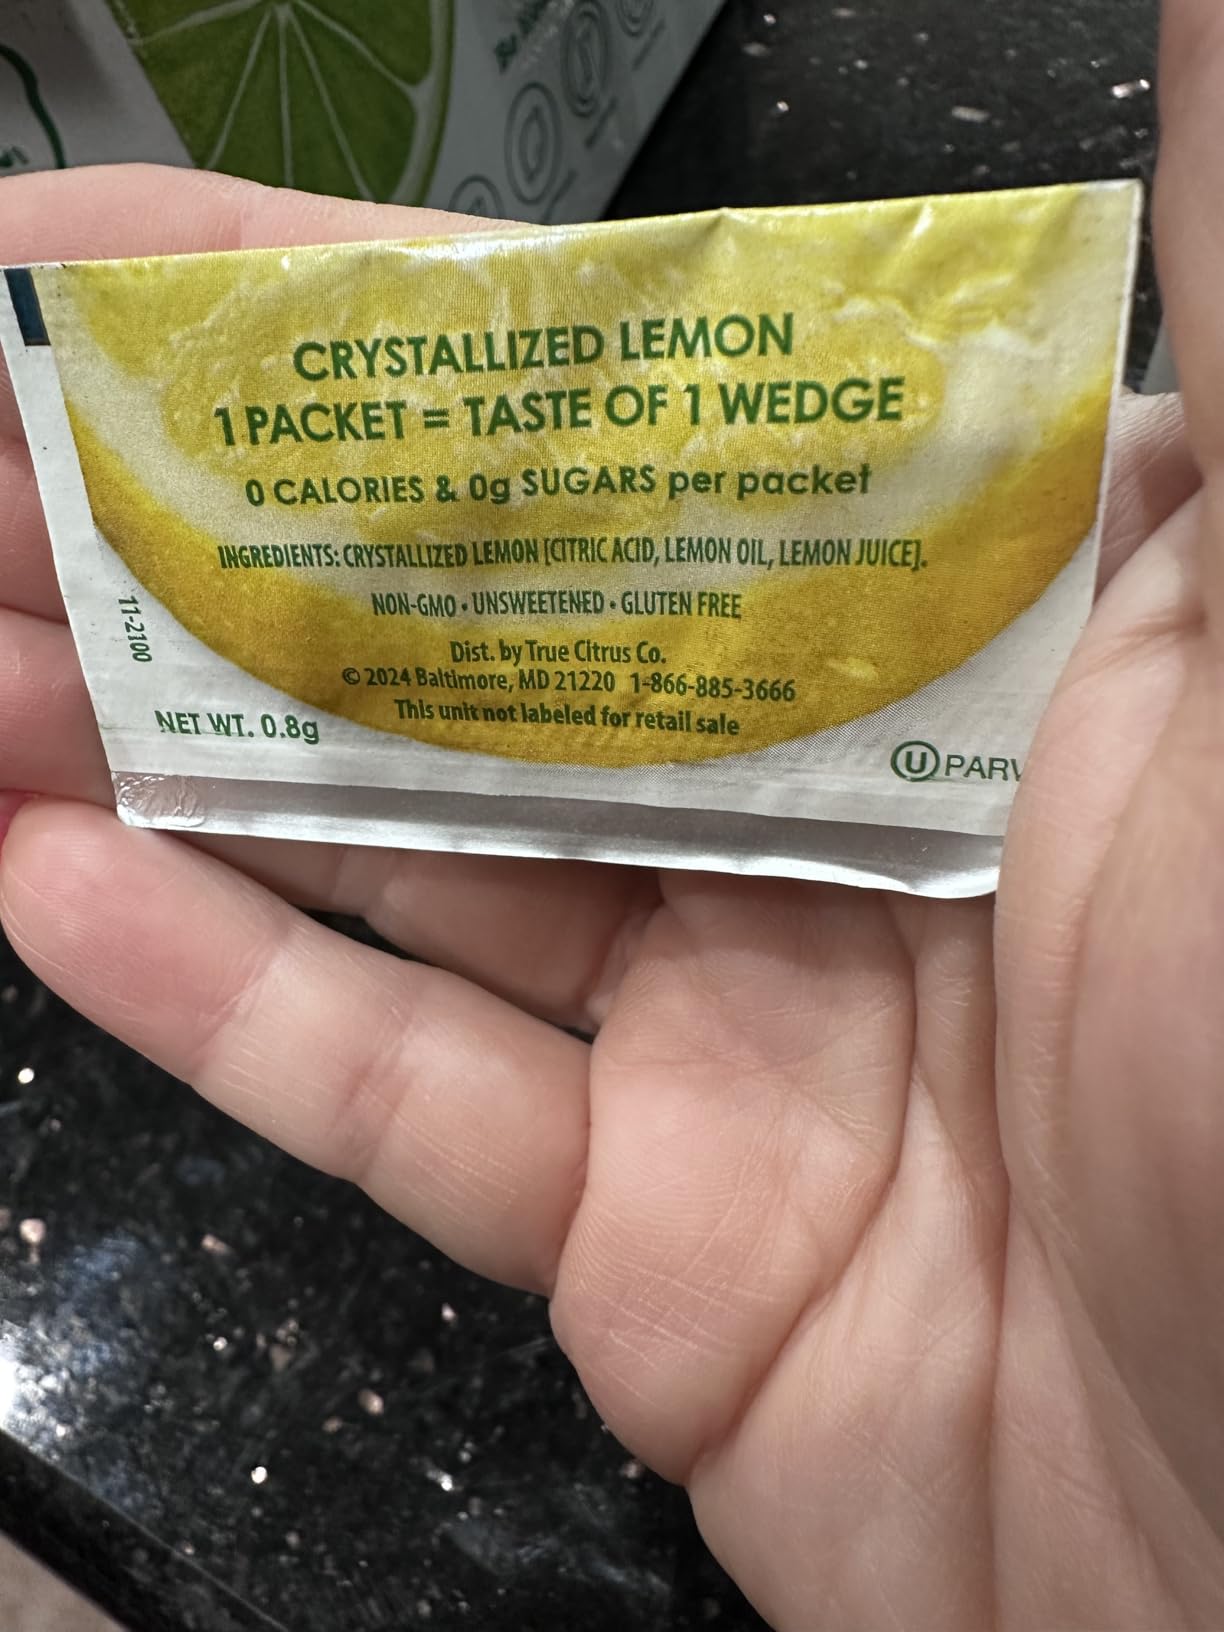 CRYSTALLIZED LEMON
1 PACKET = TASTE OF 1 WEDGE
0 CALORIES & 0g SUGARS per packet
INGREDIENTS: CRYSTALLIZED LEMON [CITRIC ACID, LEMON OIL, LEMON JUICE].
NON-GMO • UNSWEETENED • GLUTEN FREE
Dist. by True Citrus Co.
© 2024 Baltimore, MD 21220 1-866-885-3666
This unit not labeled for retail sale
11-2100
NET WT. 0.8g
U PARV